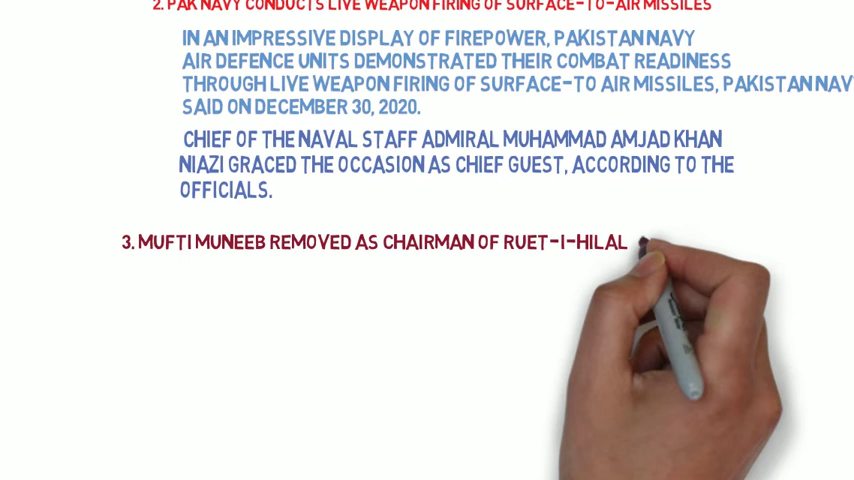 2. PAK NAVY CONDUCTS LIVE WEAPON FIRING OF SURFACE-TO-AIR MISSILES
IN AN IMPRESSIVE DISPLAY OF FIREPOWER, PAKISTAN NAVY
AIR DEFENCE UNITS DEMONSTRATED THEIR COMBAT READINESS
THROUGH LIVE WEAPON FIRING OF SURFACE-TO AIR MISSILES, PAKISTAN NAV
SAID ON DECEMBER 30, 2020.
CHIEF OF THE NAVAL STAFF ADMIRAL MUHAMMAD AMJAD KHAN
NIAZI GRACED THE OCCASION AS CHIEF GUEST, ACCORDING TO THE
OFFICIALS.
3. MUFTI MUNEEB REMOVED AS CHAIRMAN OF RUET-I-HILAL